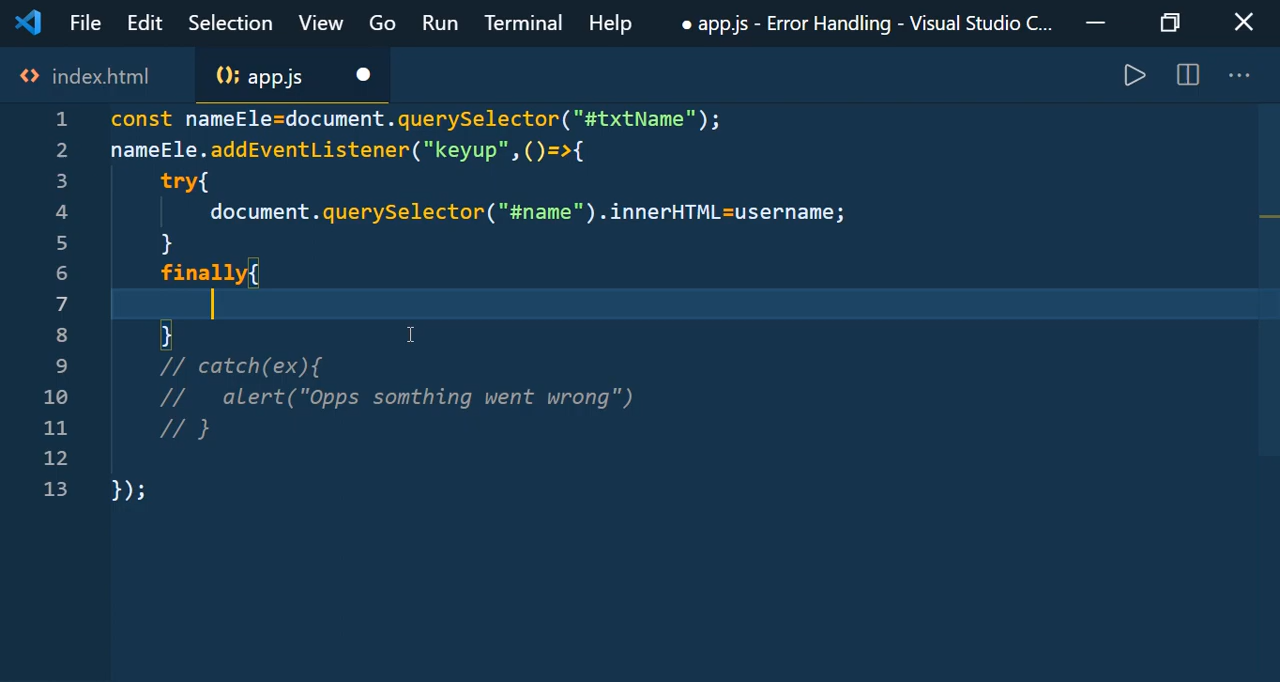 File Edit Selection View Go Run Terminal Help ● app.js - Error Handling - Visual Studio C...
index.html (); app.js ●
1 const nameEle=document.querySelector("#txtName");
2 nameEle.addEventListener("keyup",()=>{
3 try{
4 document.querySelector("#name").innerHTML=username;
5 }
6 finally{
7
8 }
9 // catch(ex){
10 // alert("Opps somthing went wrong")
11 // }
12
13 });